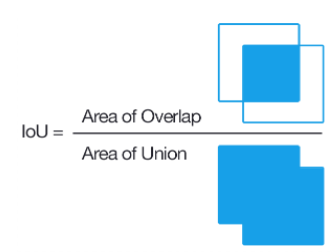 Area of Overlap
IoU =
Area of Union